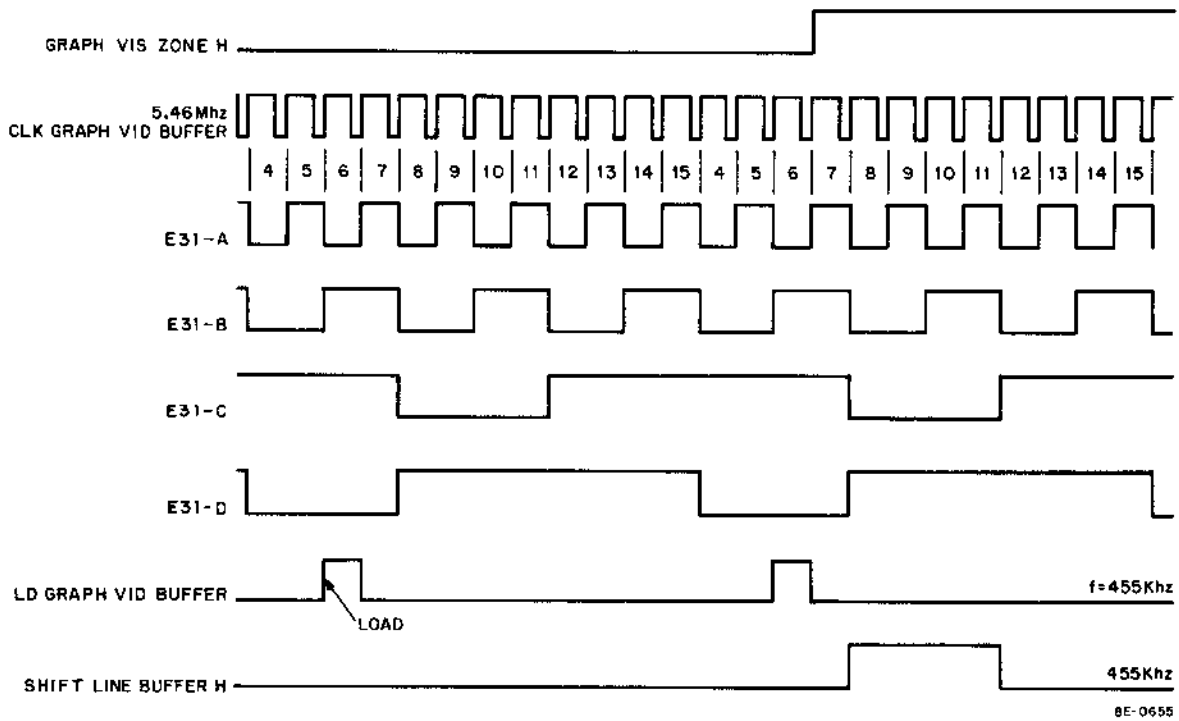 GRAPH VIS ZONE H
5.46Mhz
CLK GRAPH VID BUFFER
4 5 6 7 8 9 10 11 12 13 14 15 4 5 6 7 8 9 10 11 12 13 14 15
E31-A
E31-B
E31-C
E31-D
LD GRAPH VID BUFFER
LOAD
f=455Khz
SHIFT LINE BUFFER H
455Khz
8E-0655